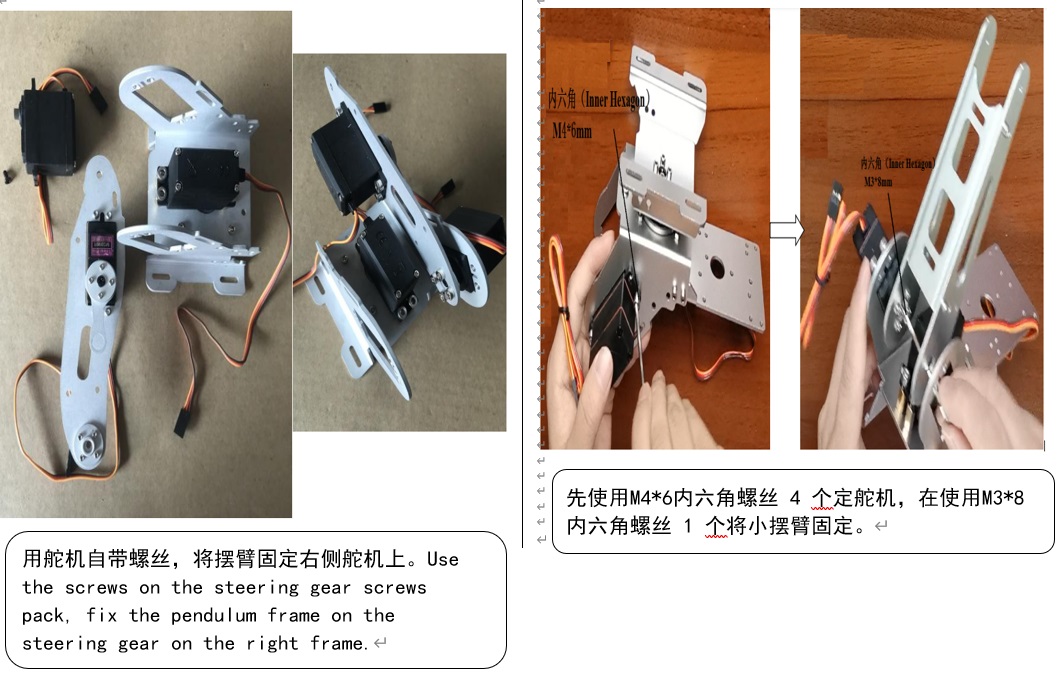 内六角（Inner Hexagon）
M4*6mm
内六角（Inner Hexagon）
M3*8mm
用舵机自带螺丝，将摆臂固定右侧舵机上。Use
the screws on the steering gear screws
pack, fix the pendulum frame on the
steering gear on the right frame.
先使用M4*6内六角螺丝 4 个定舵机，在使用M3*8
内六角螺丝 1 个将小摆臂固定。